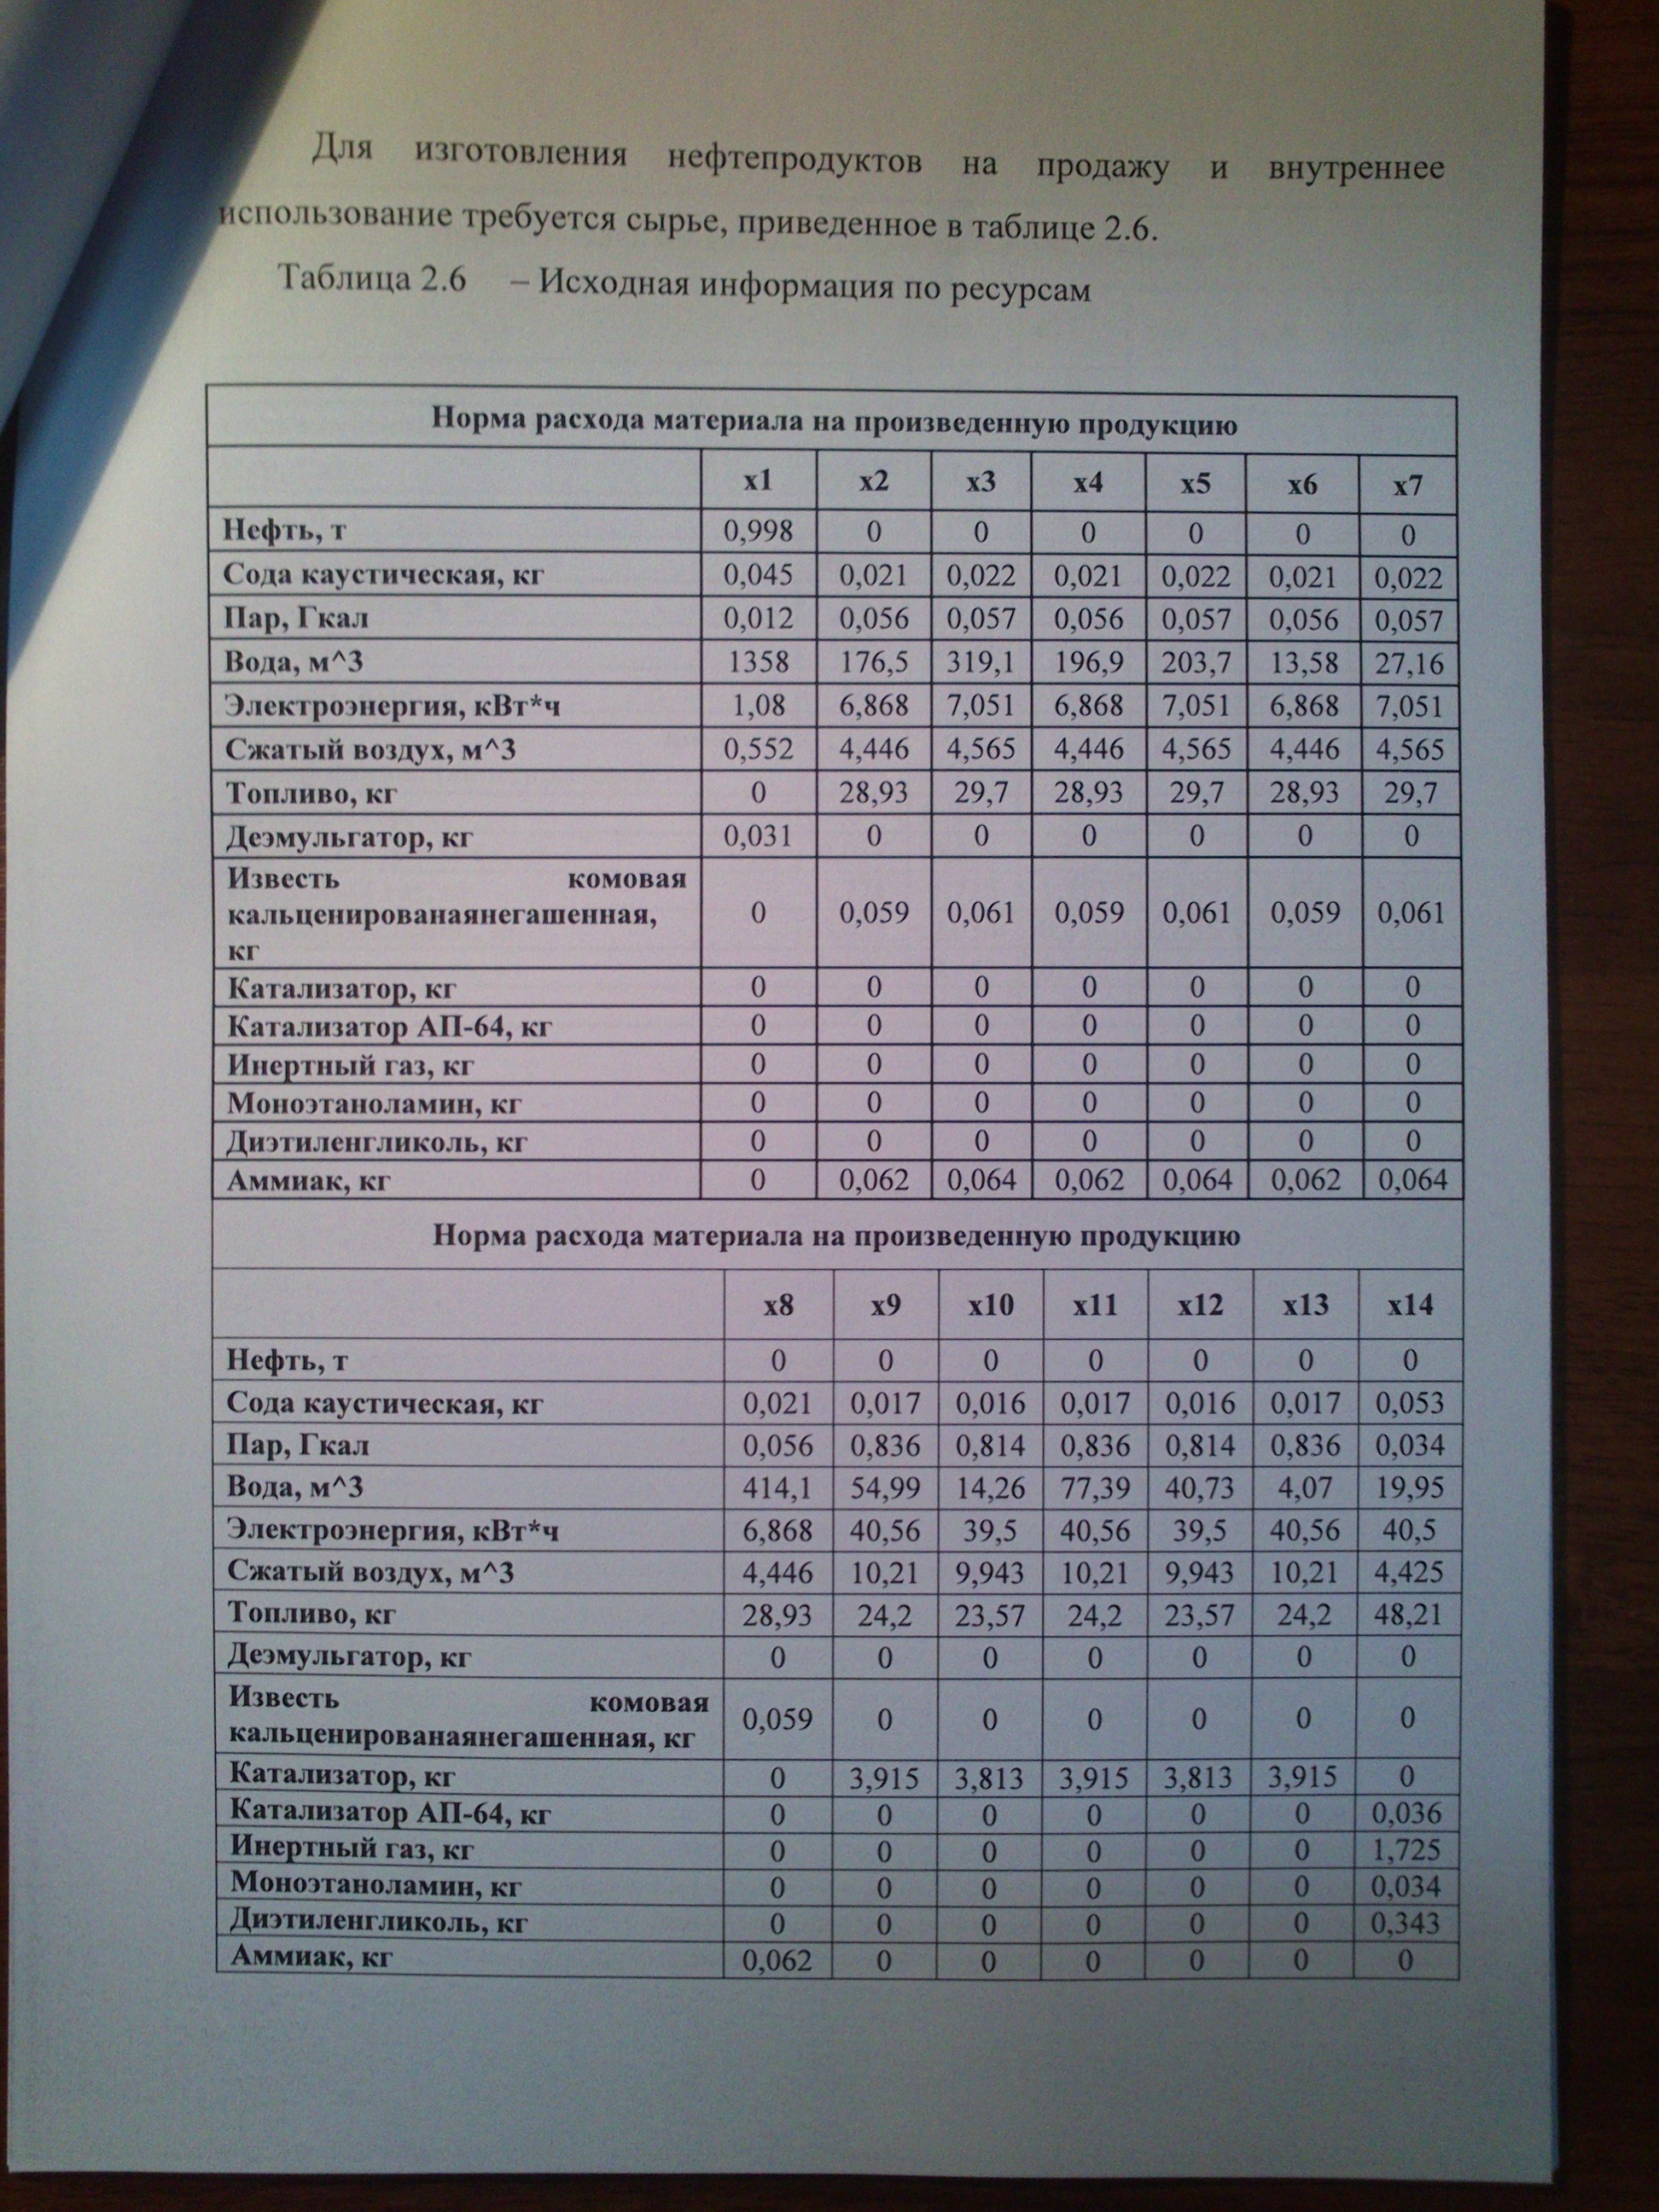 Для изготовления нефтепродуктов на продажу и внутреннее
использование требуется сырье, приведенное в таблице 2.6.
Таблица 2.6 – Исходная информация по ресурсам
Норма расхода материала на произведенную продукцию
x1 x2 x3 x4 x5 x6 x7
Нефть, т 0,998 0 0 0 0 0 0
Сода каустическая, кг 0,045 0,021 0,022 0,021 0,022 0,021 0,022
Пар, Гкал 0,012 0,056 0,057 0,056 0,057 0,056 0,057
Вода, м^3 1358 176,5 319,1 196,9 203,7 13,58 27,16
Электроэнергия, кВт*ч 1,08 6,868 7,051 6,868 7,051 6,868 7,051
Сжатый воздух, м^3 0,552 4,446 4,565 4,446 4,565 4,446 4,565
Топливо, кг 0 28,93 29,7 28,93 29,7 28,93 29,7
Деэмульгатор, кг 0,031 0 0 0 0 0 0
Известь комовая
кальценированаянегашенная, 0 0,059 0,061 0,059 0,061 0,059 0,061
кг
Катализатор, кг 0 0 0 0 0 0 0
Катализатор АП-64, кг 0 0 0 0 0 0 0
Инертный газ, кг 0 0 0 0 0 0 0
Моноэтаноламин, кг 0 0 0 0 0 0 0
Диэтиленгликоль, кг 0 0 0 0 0 0 0
Аммиак, кг 0 0,062 0,064 0,062 0,064 0,062 0,064
Норма расхода материала на произведенную продукцию
x8 x9 x10 x11 x12 x13 x14
Нефть, т 0 0 0 0 0 0 0
Сода каустическая, кг 0,021 0,017 0,016 0,017 0,016 0,017 0,053
Пар, Гкал 0,056 0,836 0,814 0,836 0,814 0,836 0,034
Вода, м^3 414,1 54,99 14,26 77,39 40,73 4,07 19,95
Электроэнергия, кВт*ч 6,868 40,56 39,5 40,56 39,5 40,56 40,5
Сжатый воздух, м^3 4,446 10,21 9,943 10,21 9,943 10,21 4,425
Топливо, кг 28,93 24,2 23,57 24,2 23,57 24,2 48,21
Деэмульгатор, кг 0 0 0 0 0 0 0
Известь комовая
кальценированаянегашенная, кг 0,059 0 0 0 0 0 0
Катализатор, кг 0 3,915 3,813 3,915 3,813 3,915 0
Катализатор АП-64, кг 0 0 0 0 0 0 0,036
Инертный газ, кг 0 0 0 0 0 0 1,725
Моноэтаноламин, кг 0 0 0 0 0 0 0,034
Диэтиленгликоль, кг 0 0 0 0 0 0 0,343
Аммиак, кг 0,062 0 0 0 0 0 0